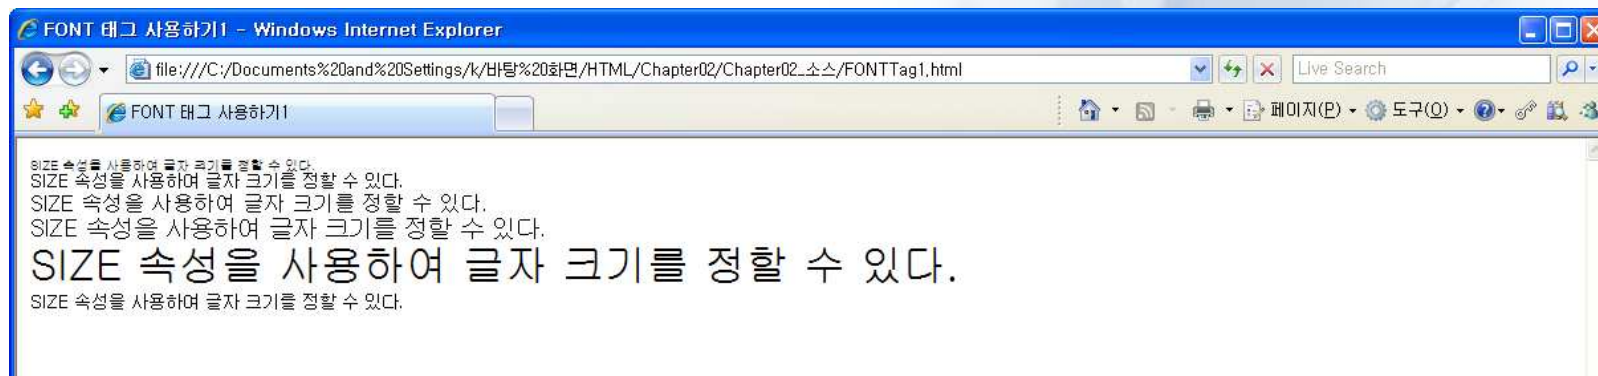 FONT 태그 사용하기1 - Windows Internet Explorer
file:///C:/Documents%20and%20Settings/k/바탕%20화면/HTML/Chapter02/Chapter02_소스/FONTTag1.html
Live Search
FONT 태그 사용하기1
페이지(P) 도구(O)
SIZE 속성을 사용하여 글자 크기를 정할 수 있다.
SIZE 속성을 사용하여 글자 크기를 정할 수 있다.
SIZE 속성을 사용하여 글자 크기를 정할 수 있다.
SIZE 속성을 사용하여 글자 크기를 정할 수 있다.
SIZE 속성을 사용하여 글자 크기를 정할 수 있다.
SIZE 속성을 사용하여 글자 크기를 정할 수 있다.